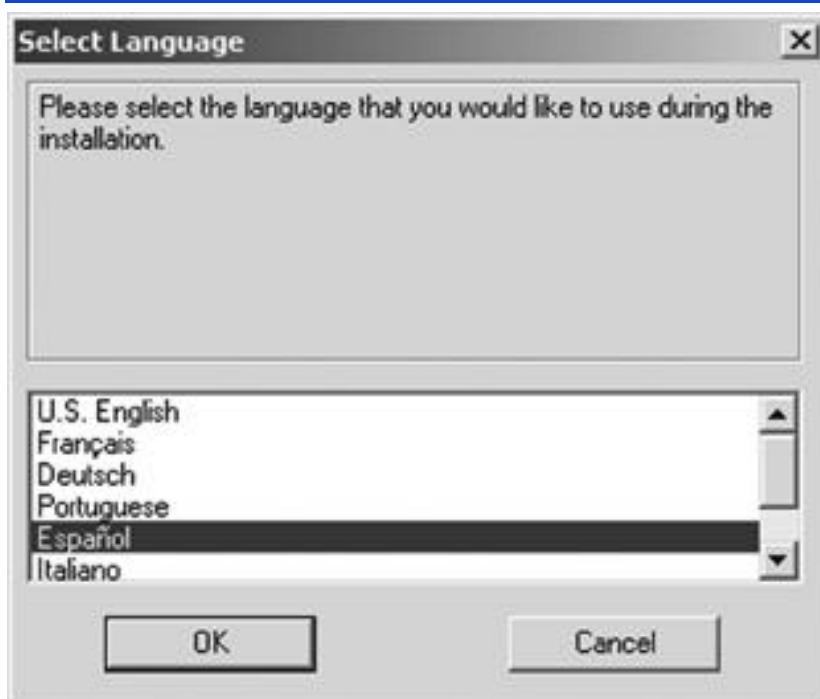 Select Language
Please select the language that you would like to use during the
installation.
U.S. English
Français
Deutsch
Portuguese
Español
Italiano
OK
Cancel